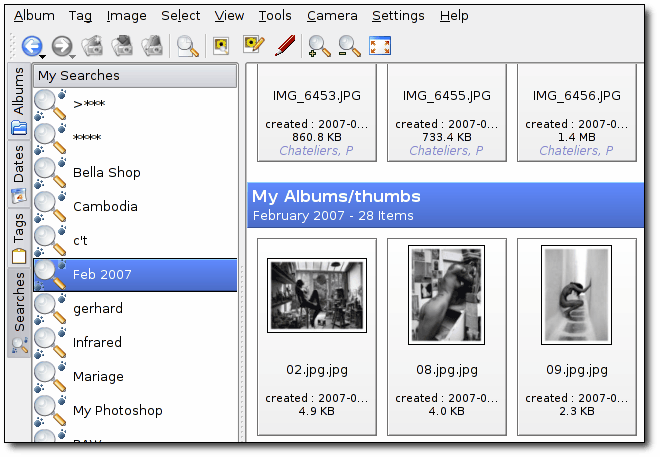 Album Tag Image Select View Tools Camera Settings Help
Albums
Dates
Tags
Searches
My Searches
>***
****
Bella Shop
Cambodia
c't
Feb 2007
gerhard
Infrared
Mariage
My Photoshop
IMG_6453.JPG IMG_6455.JPG IMG_6456.JPG
created : 2007-0... created : 2007-0... created : 2007-0...
860.8 KB 733.4 KB 1.4 MB
Chateliers, P Chateliers, P Chateliers, P
My Albums/thumbs
February 2007 - 28 Items
02.jpg.jpg 08.jpg.jpg 09.jpg.jpg
created : 2007-0... created : 2007-0... created : 2007-0...
4.9 KB 4.0 KB 2.3 KB